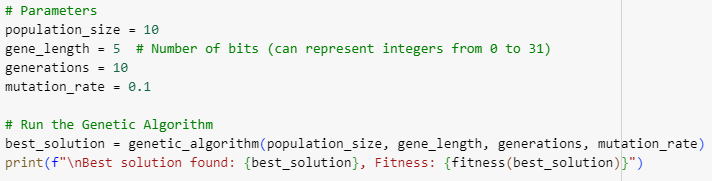 # Parameters
population_size = 10
gene_length = 5  # Number of bits (can represent integers from 0 to 31)
generations = 10
mutation_rate = 0.1
# Run the Genetic Algorithm
best_solution = genetic_algorithm(population_size, gene_length, generations, mutation_rate)
print(f"\nBest solution found: {best_solution}, Fitness: {fitness(best_solution)}")